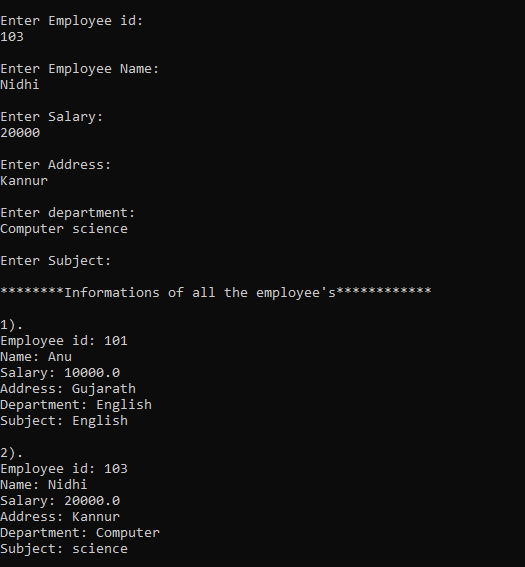 Enter Employee id:
103
Enter Employee Name:
Nidhi
Enter Salary:
20000
Enter Address:
Kannur
Enter department:
Computer science
Enter Subject:
********Informations of all the employee's************
1).
Employee id: 101
Name: Anu
Salary: 10000.0
Address: Gujarath
Department: English
Subject: English
2).
Employee id: 103
Name: Nidhi
Salary: 20000.0
Address: Kannur
Department: Computer
Subject: science